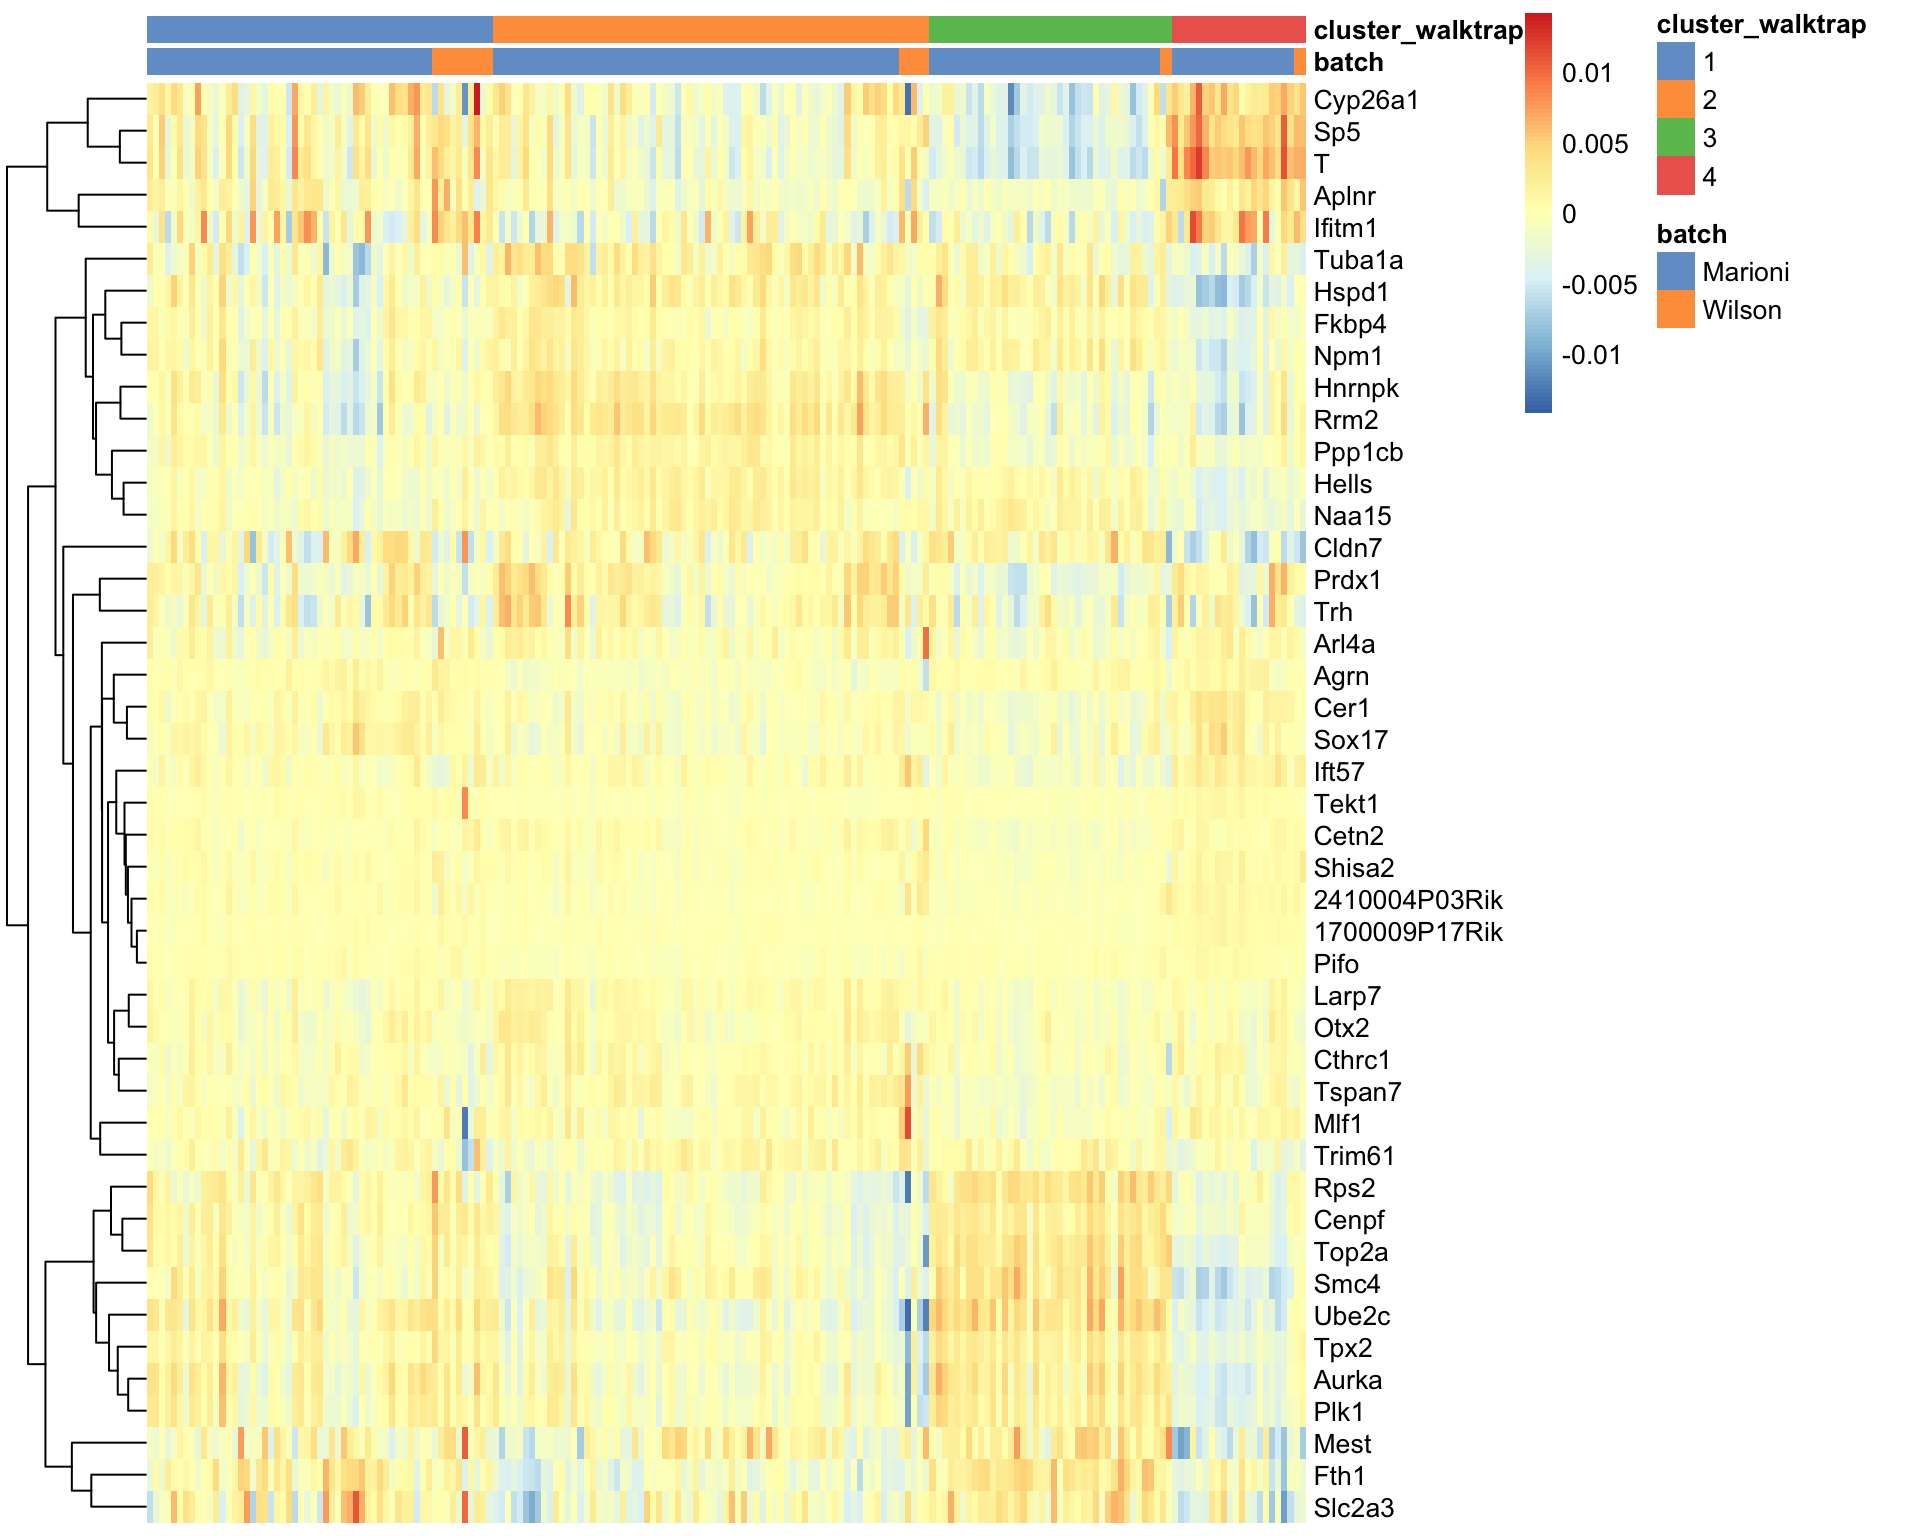 cluster_walktrap
batch
Cyp26a1
Sp5
T
Aplnr
Ifitm1
Tuba1a
Hspd1
Fkbp4
Npm1
Hnrnpk
Rrm2
Ppp1cb
Hells
Naa15
Cldn7
Prdx1
Trh
Arl4a
Agrn
Cer1
Sox17
Ift57
Tekt1
Cetn2
Shisa2
2410004P03Rik
1700009P17Rik
Pifo
Larp7
Otx2
Cthrc1
Tspan7
Mlf1
Trim61
Rps2
Cenpf
Top2a
Smc4
Ube2c
Tpx2
Aurka
Plk1
Mest
Fth1
Slc2a3
0.01
0.005
0
-0.005
-0.01
cluster_walktrap
1
2
3
4
batch
Marioni
Wilson